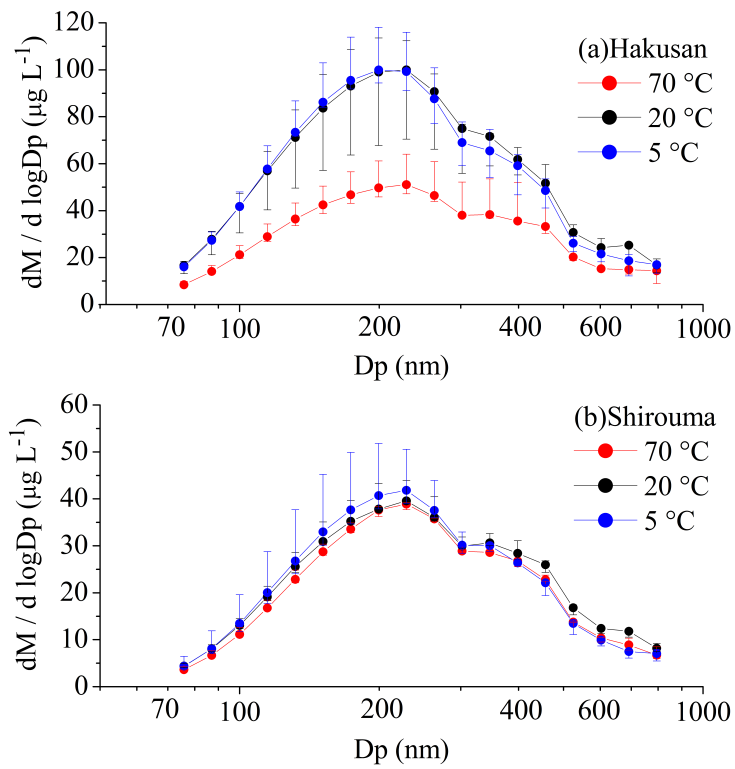 120
100
80
60
40
20
0
dM / d logDp (μg L⁻¹)
(a)Hakusan
70 °C
20 °C
5 °C
70 100 200 400 600 1000
Dp (nm)
60
50
40
30
20
10
0
dM / d logDp (μg L⁻¹)
(b)Shirouma
70 °C
20 °C
5 °C
70 100 200 400 600 1000
Dp (nm)